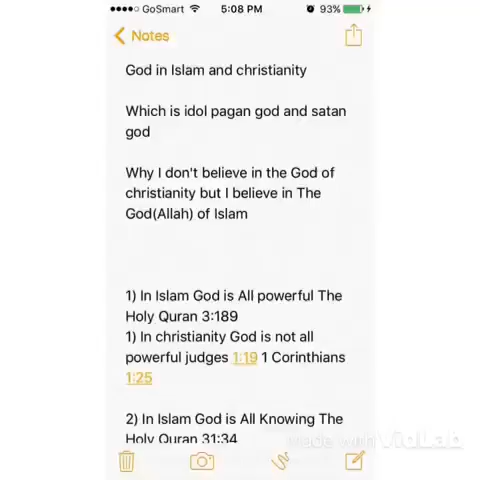 GoSmart 5:08 PM 93%
Notes
God in Islam and christianity
Which is idol pagan god and satan
god
Why I don't believe in the God of
christianity but I believe in The
God(Allah) of Islam
1) In Islam God is All powerful The
Holy Quran 3:189
1) In christianity God is not all
powerful judges 1:19 1 Corinthians
1:25
2) In Islam God is All Knowing The
Holy Quran 31:34
Made with VidLab